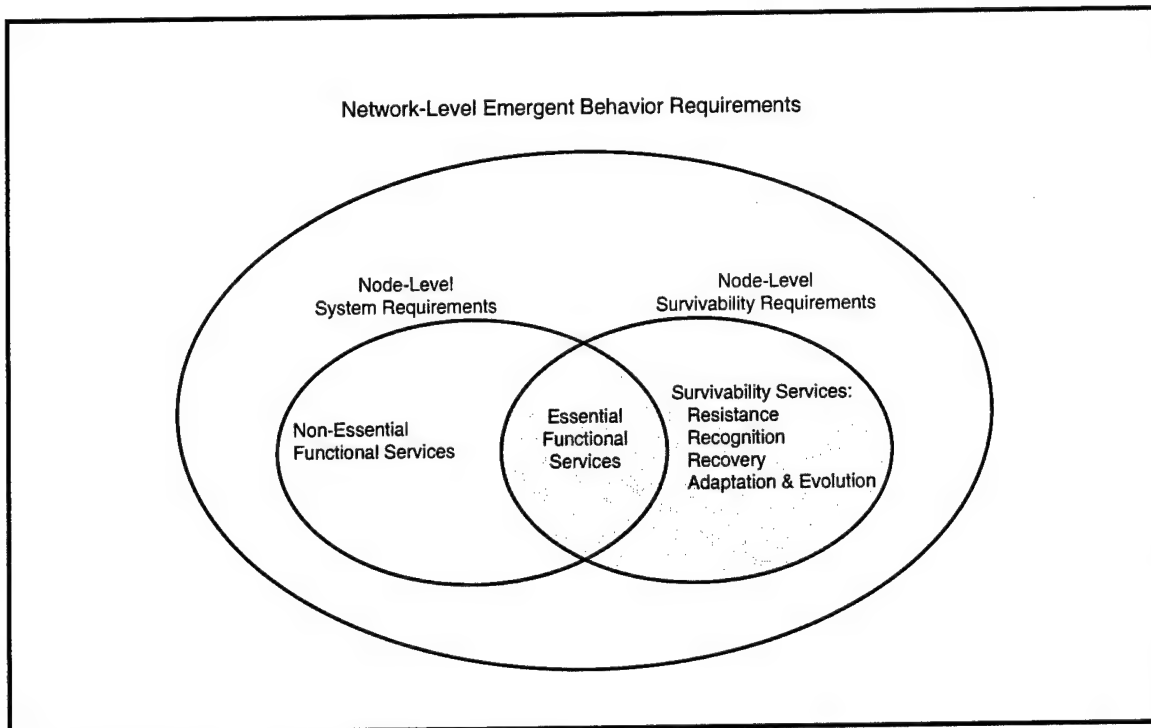 Network-Level Emergent Behavior Requirements
Node-Level
System Requirements
Node-Level
Survivability Requirements
Non-Essential
Functional Services
Essential
Functional
Services
Survivability Services:
Resistance
Recognition
Recovery
Adaptation & Evolution